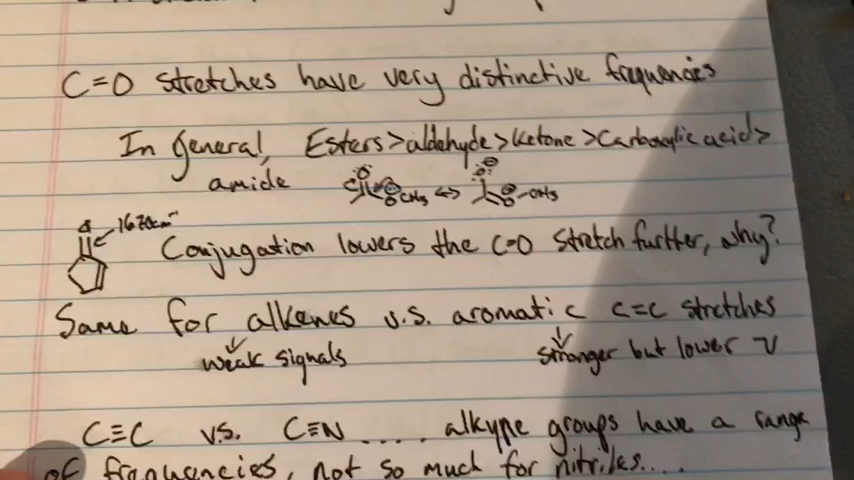 C=O stretches have very distinctive frequencies
In general, Esters>aldehyde>ketone>Carboxylic acid>
amide
1670cm⁻¹
Conjugation lowers the C=O stretch further, why?
Same for alkenes v.s. aromatic C=C stretches
weak signals
stronger but lower ν
C≡C vs. C≡N .... alkyne groups have a range
of frequencies, not so much for nitriles....